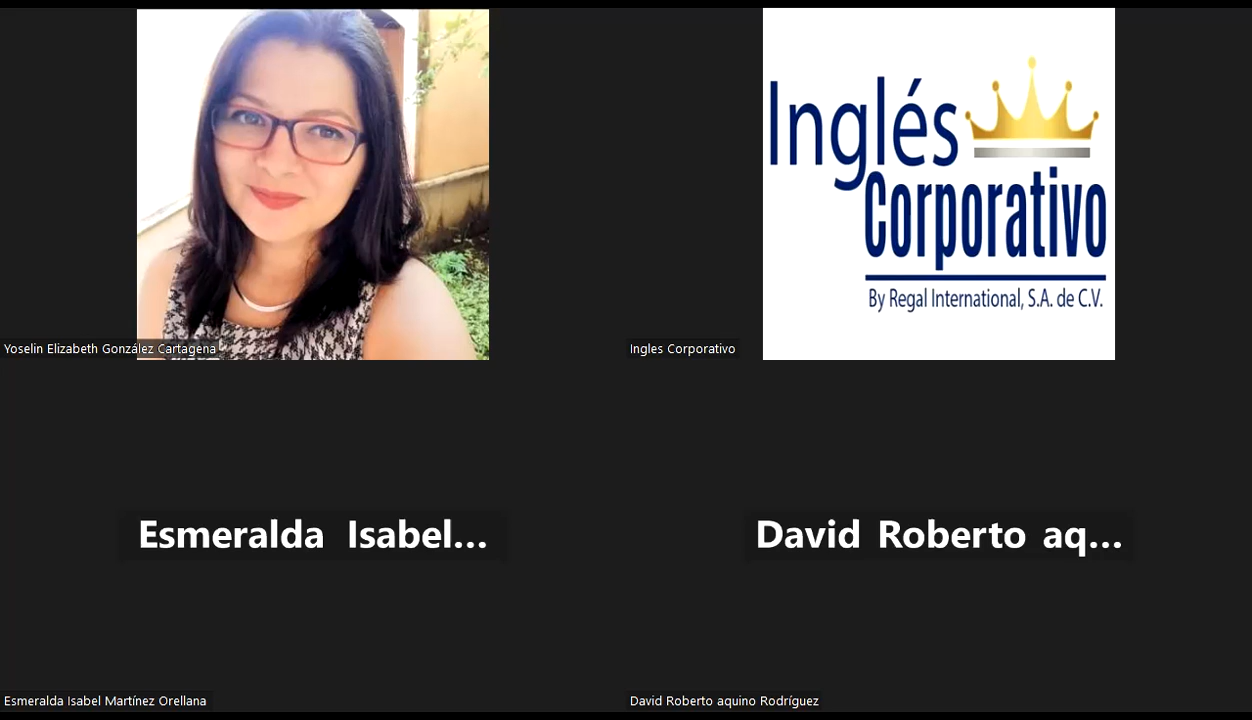 Inglés
Corporativo
By Regal International, S.A. de C.V.
Yoselin Elizabeth González Cartagena
Ingles Corporativo
Esmeralda Isabel...
David Roberto aq...
Esmeralda Isabel Martínez Orellana
David Roberto aquino Rodríguez